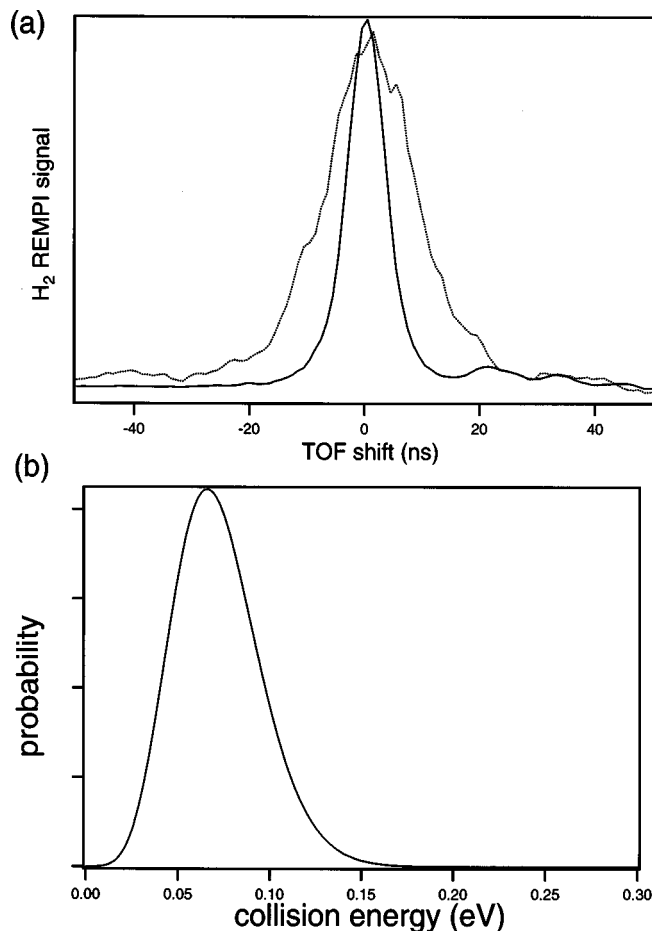 (a)
H₂ REMPI signal
-40 -20 0 20 40
TOF shift (ns)
(b)
probability
0.00 0.05 0.10 0.15 0.20 0.25 0.30
collision energy (eV)